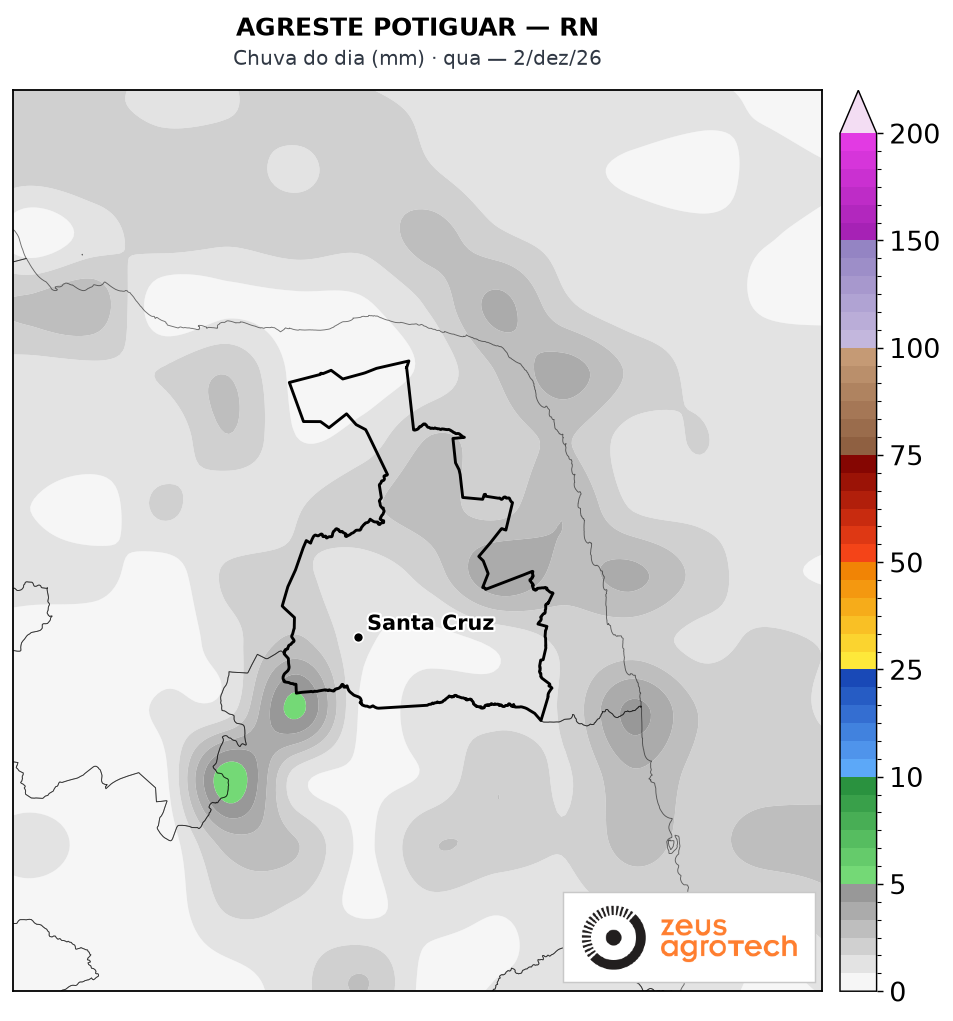 AGRESTE POTIGUAR — RN
Chuva do dia (mm) · qua — 2/dez/26
200
150
100
75
50
25
10
5
0
Santa Cruz
zeus
agrotech